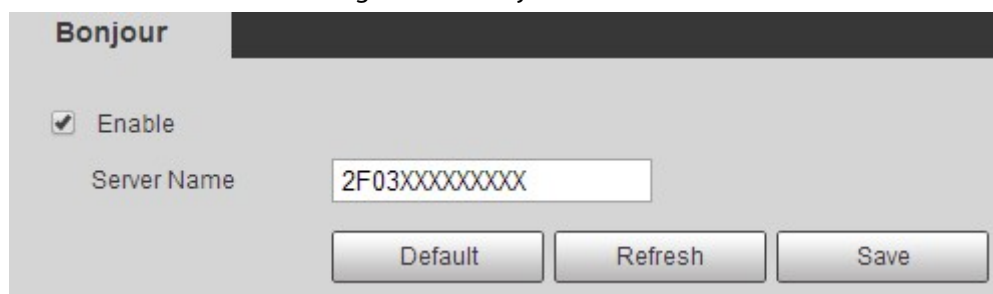 Bonjour
Enable
Server Name
2F03XXXXXXXXX
Default
Refresh
Save